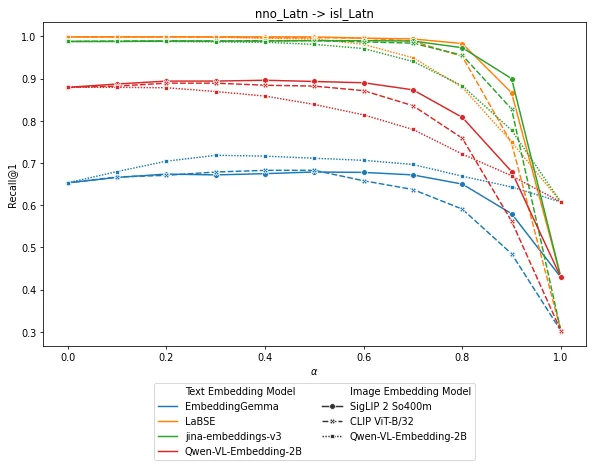 nno_Latn -> isl_Latn
Recall@1
1.0
0.9
0.8
0.7
0.6
0.5
0.4
0.3
0.0 0.2 0.4 0.6 0.8 1.0
α
Text Embedding Model
EmbeddingGemma
LaBSE
jina-embeddings-v3
Qwen-VL-Embedding-2B
Image Embedding Model
SigLIP 2 So400m
CLIP ViT-B/32
Qwen-VL-Embedding-2B